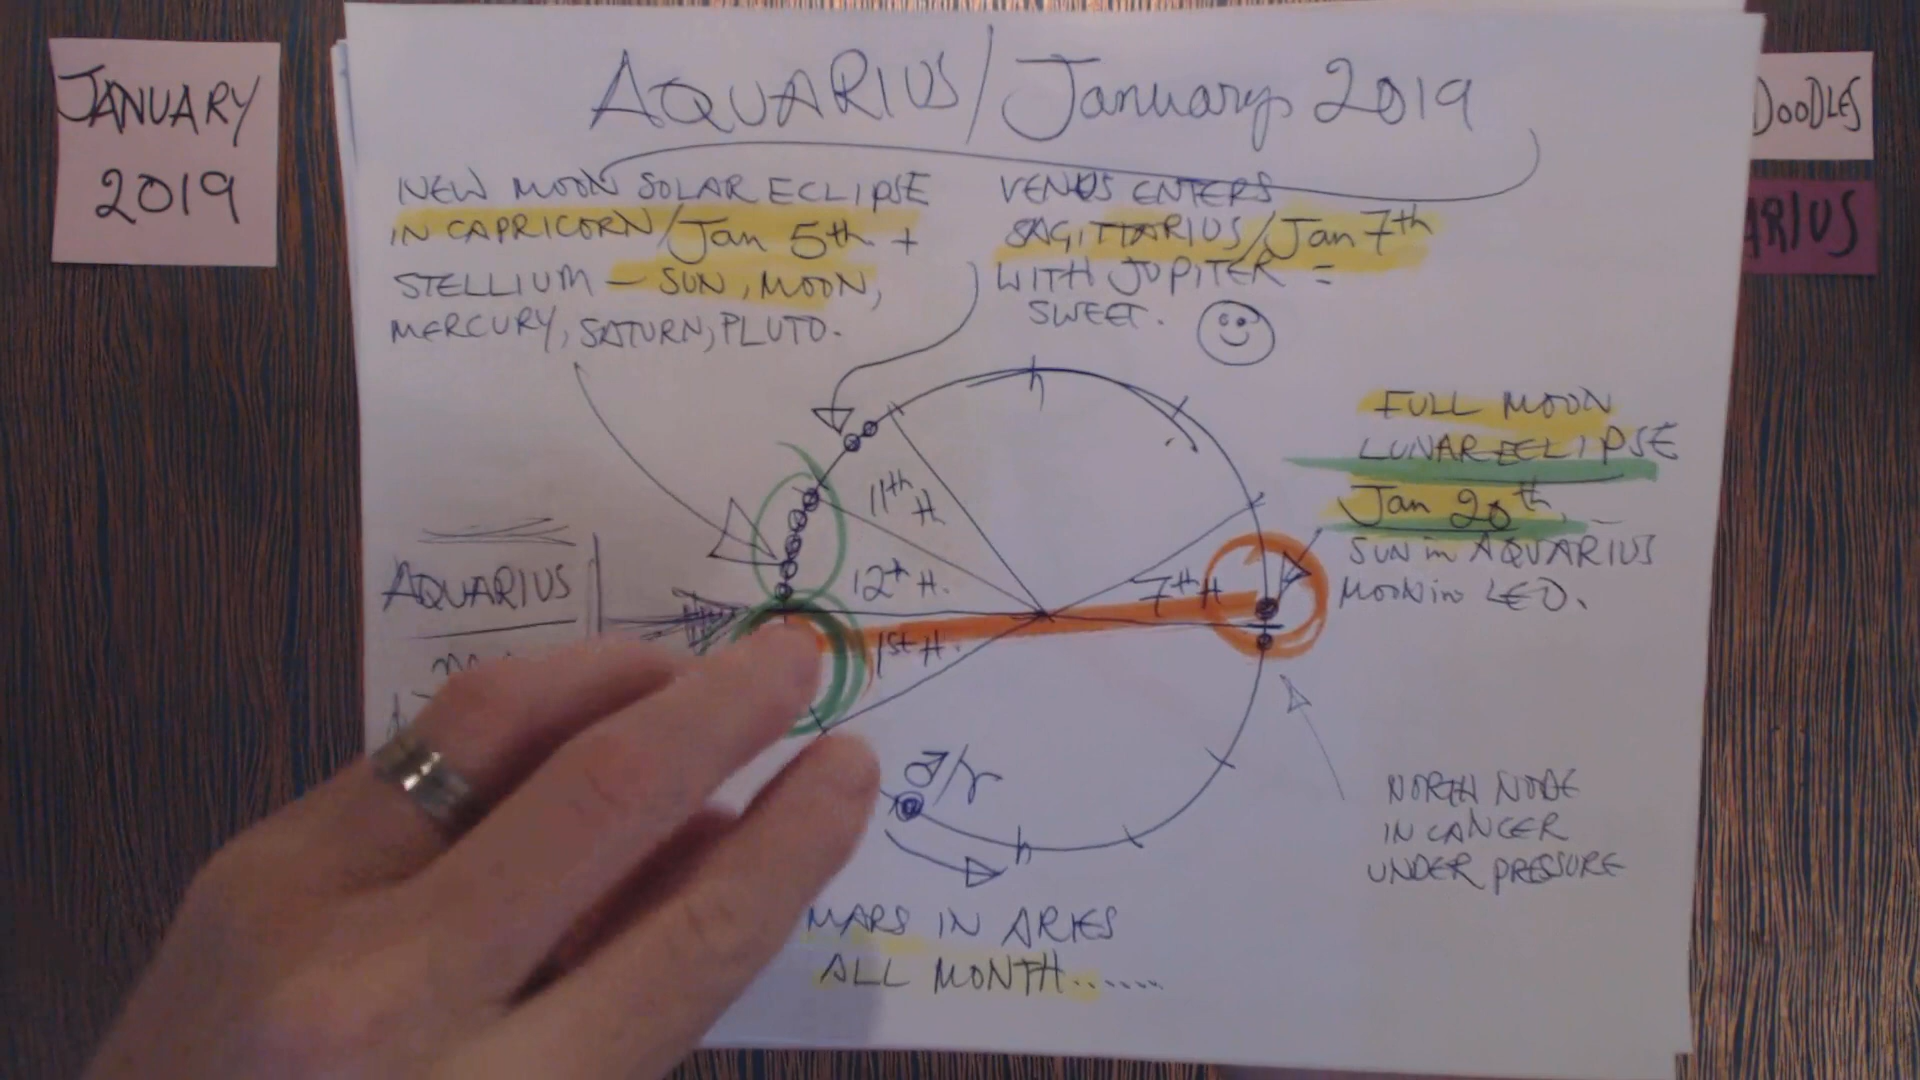 JANUARY
2019
AQUARIUS/January 2019
DOODLES
ARIUS
NEW MOON SOLAR ECLIPSE
IN CAPRICORN/Jan 5th +
STELLIUM – SUN, MOON,
MERCURY, SATURN, PLUTO.
VENUS ENTERS
SAGITTARIUS/Jan 7th
WITH JUPITER =
SWEET.
FULL MOON
LUNAR ECLIPSE
Jan 20th,
SUN in AQUARIUS
MOON in LEO.
11th H
12th H.
7th H
1st H.
AQUARIUS
♂/♈
NORTH NODE
IN CANCER
UNDER PRESSURE
MARS IN ARIES
ALL MONTH......